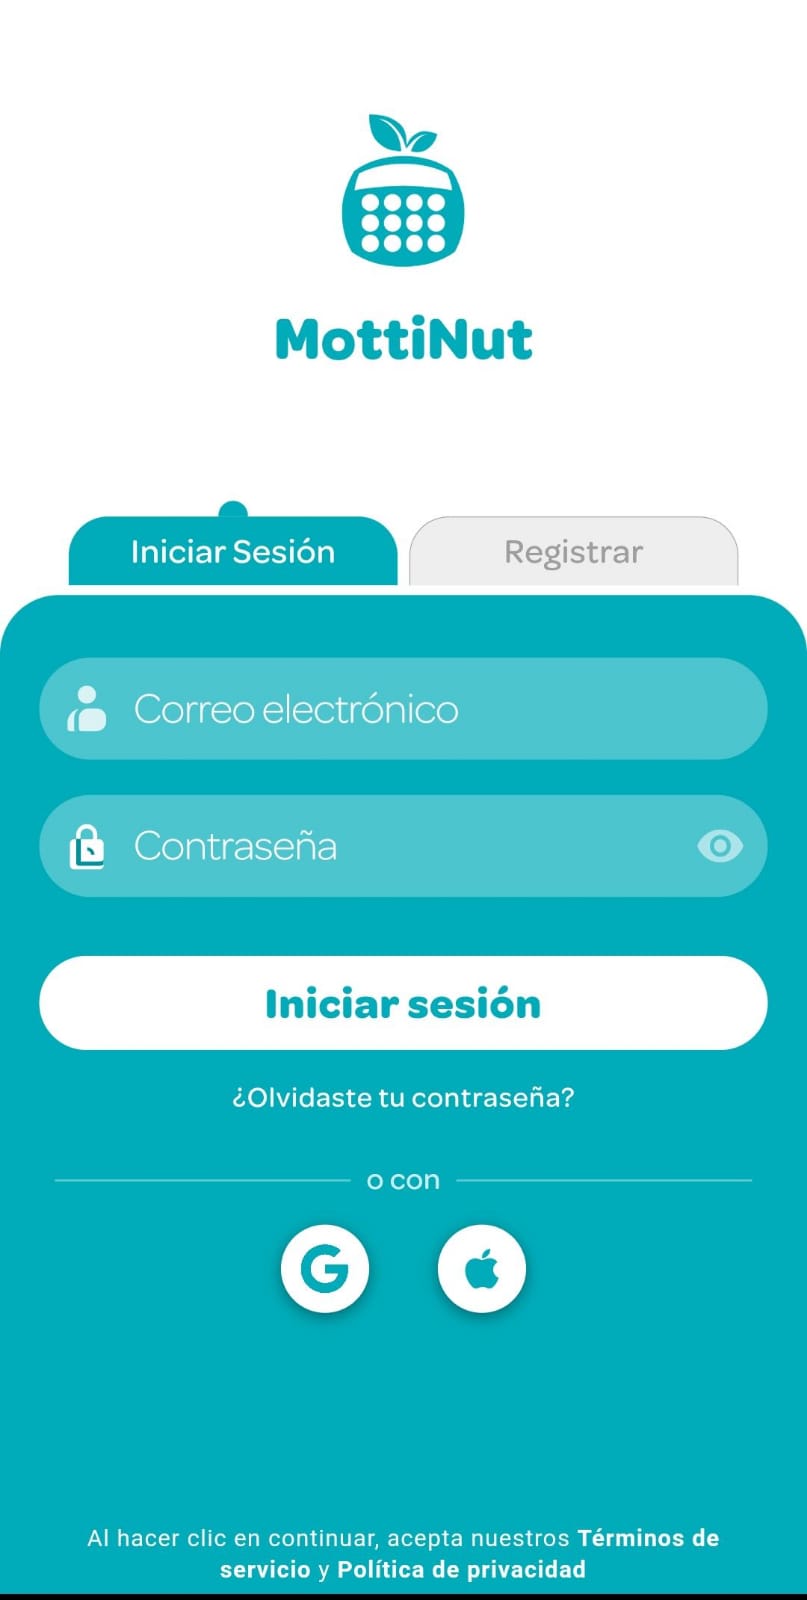 MottiNut
Iniciar Sesión
Registrar
Correo electrónico
Contraseña
Iniciar sesión
¿Olvidaste tu contraseña?
o con
Al hacer clic en continuar, acepta nuestros Términos de
servicio y Política de privacidad